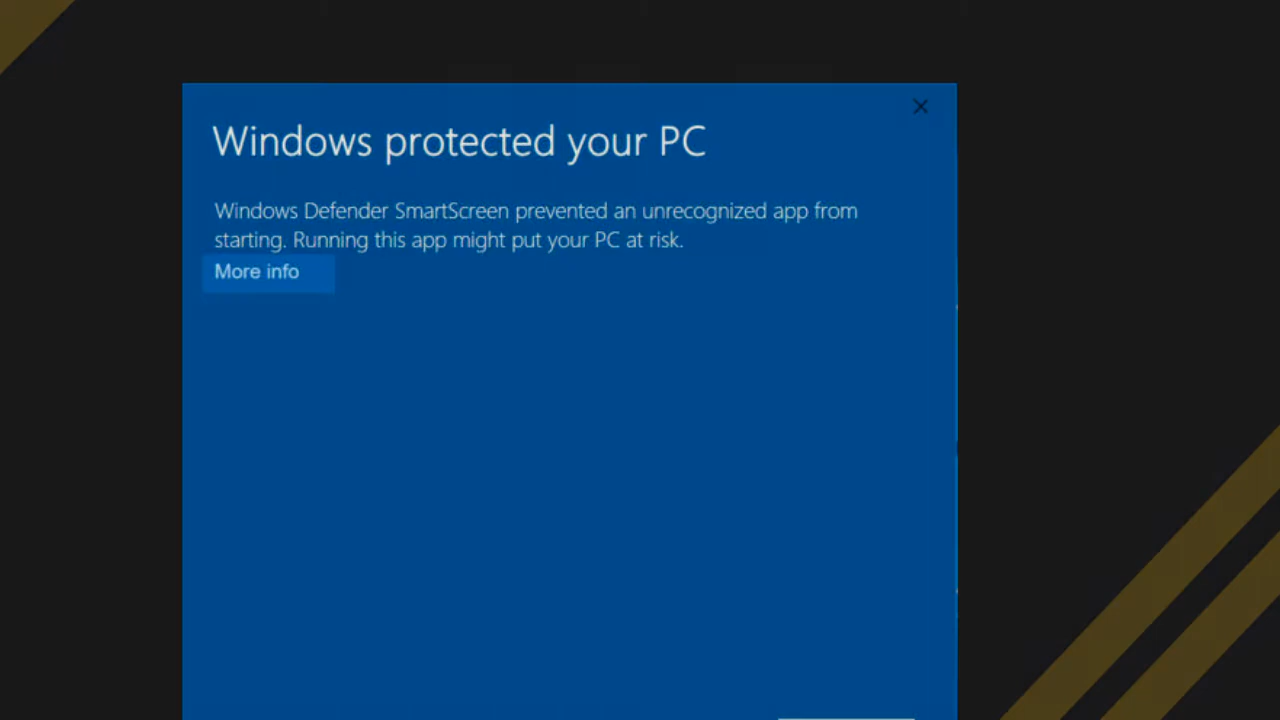 Windows protected your PC
Windows Defender SmartScreen prevented an unrecognized app from
starting. Running this app might put your PC at risk.
More info